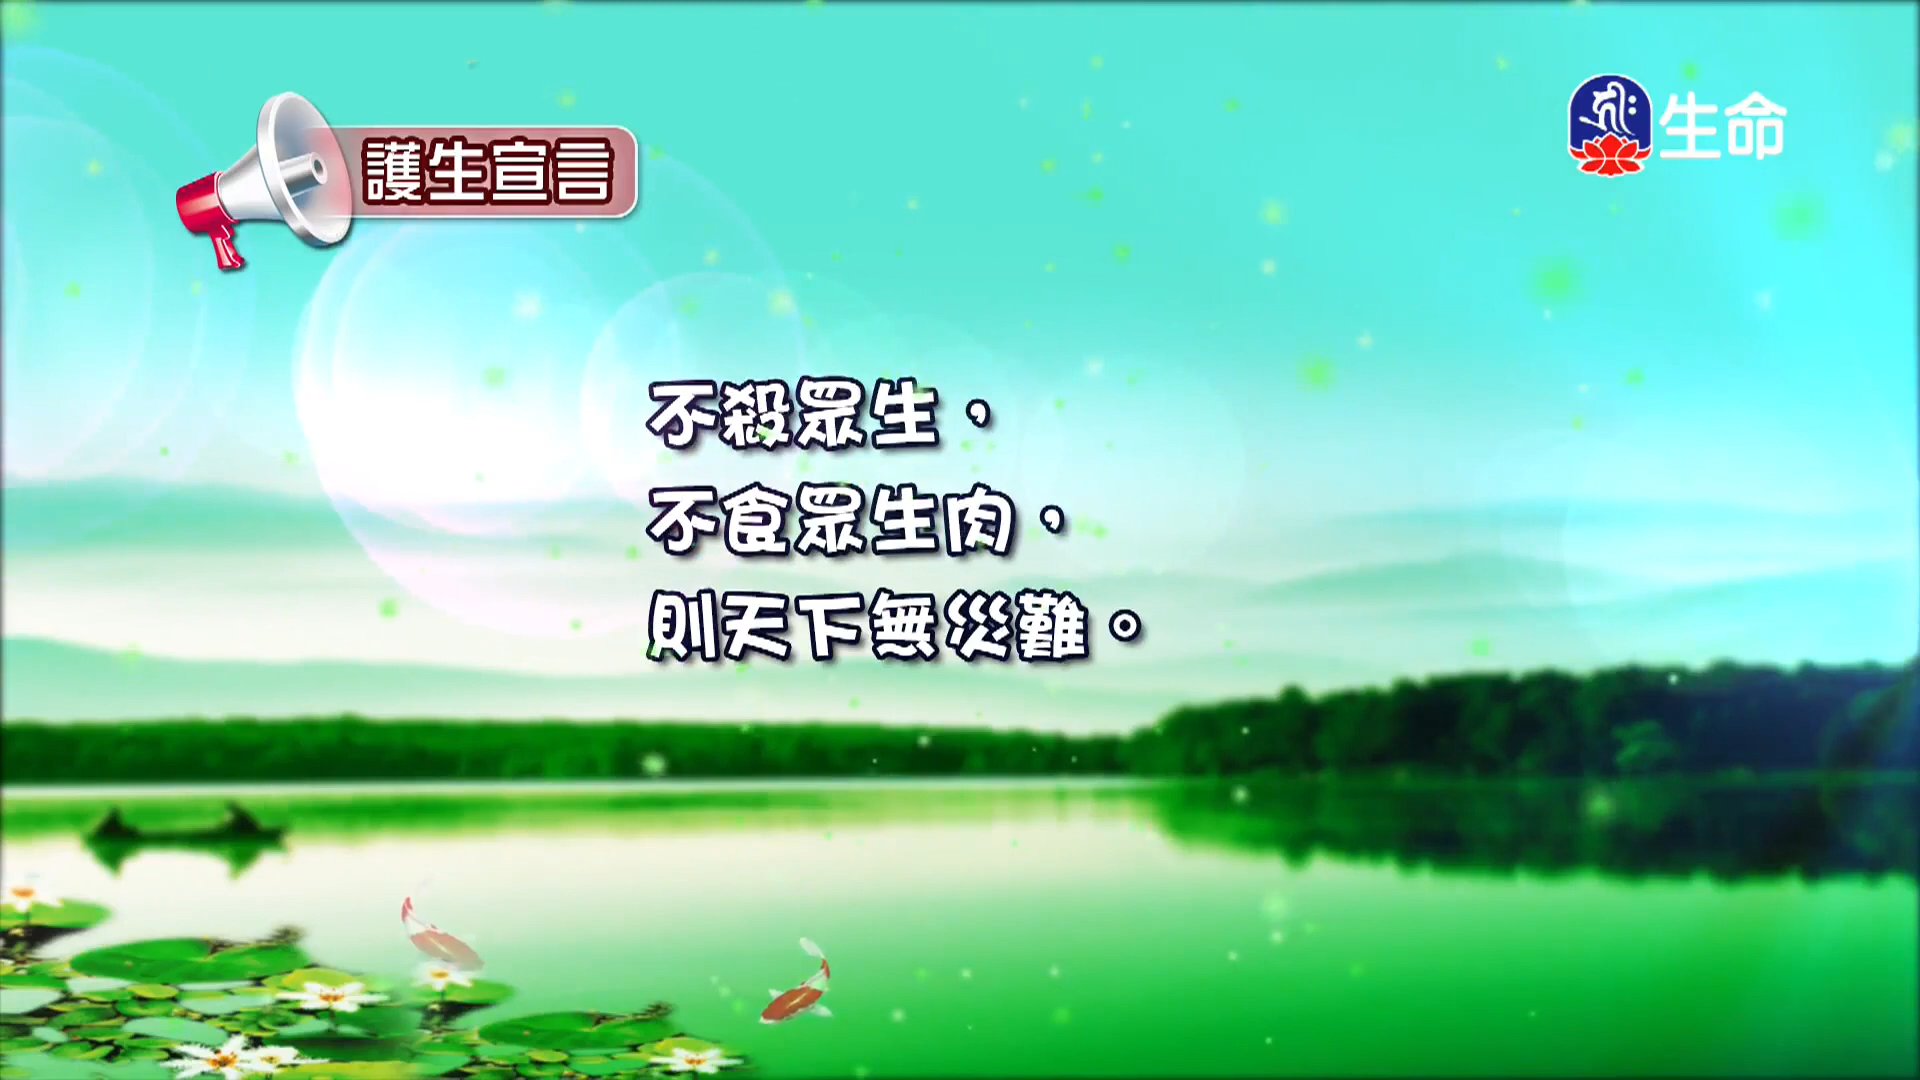 護生宣言
生命
不殺眾生，
不食眾生肉，
則天下無災難。